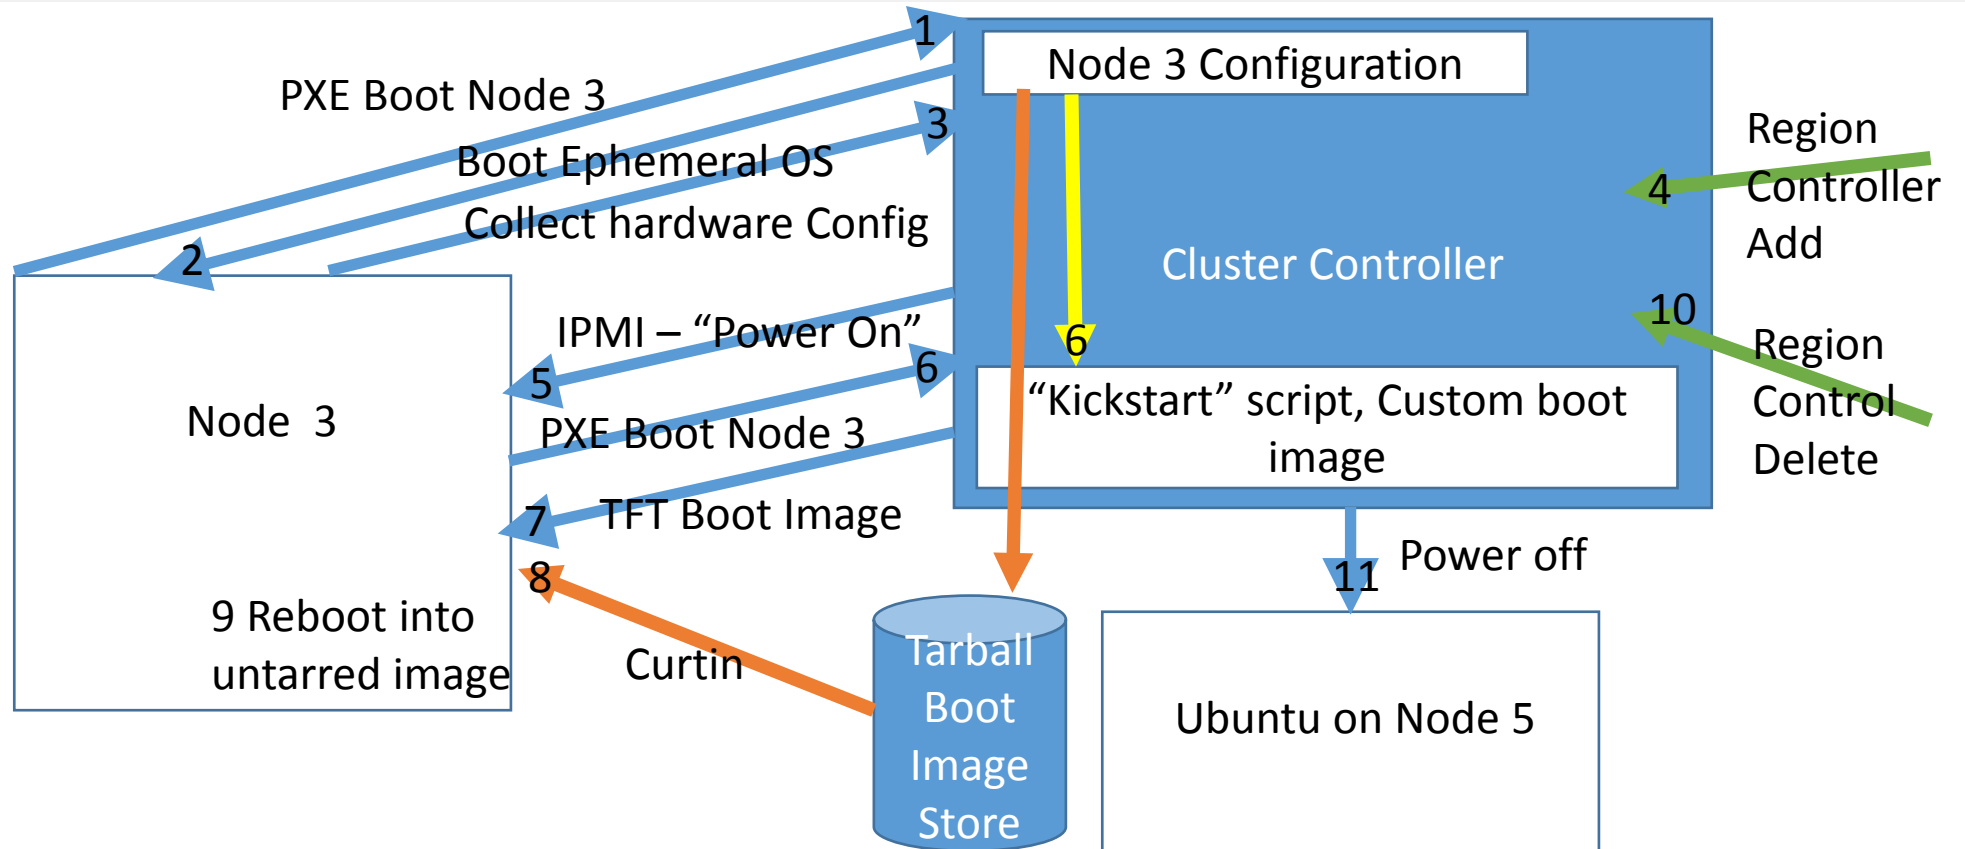 1
Node 3 Configuration
PXE Boot Node 3
3
Region
Controller
Add
Boot Ephemeral OS
4
Collect hardware Config
2
Cluster Controller
10
IPMI – “Power On”
6
6
Region
Control
Delete
5
“Kickstart” script, Custom boot
image
Node 3
PXE Boot Node 3
7
TFT Boot Image
8
Power off
11
9 Reboot into
untarred image
Curtin
Tarball
Boot
Image
Store
Ubuntu on Node 5